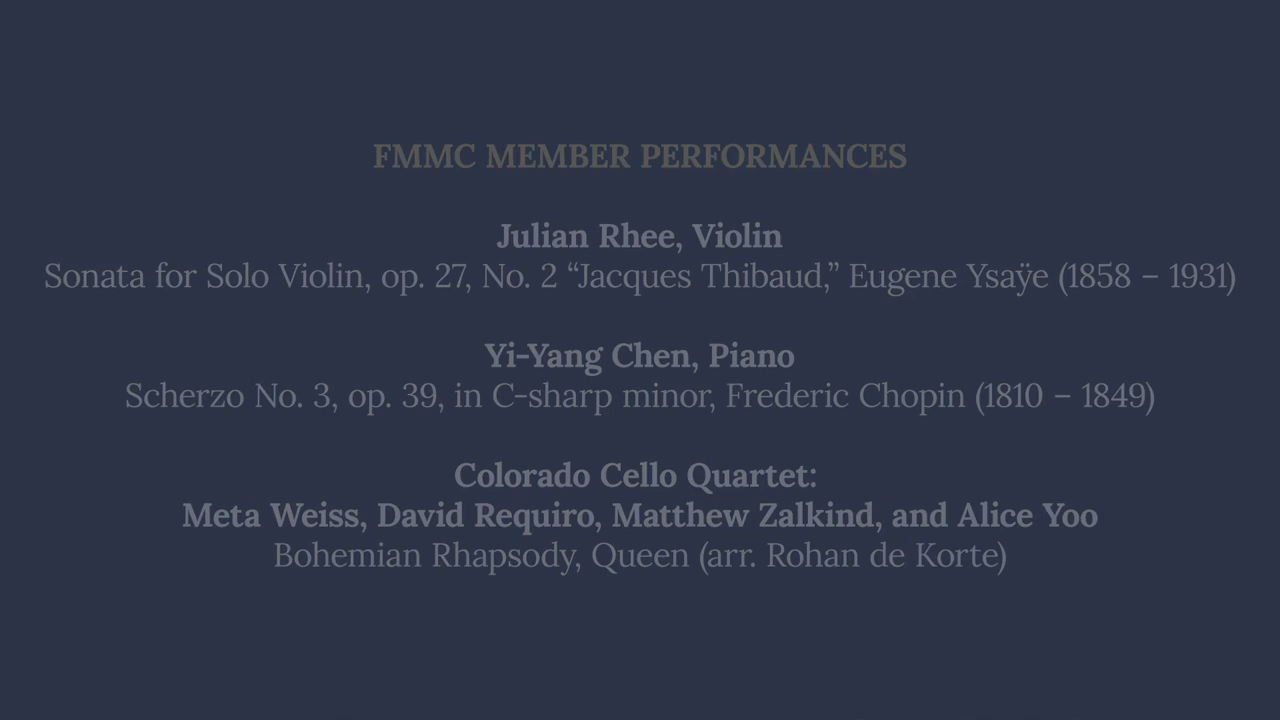 FMMC MEMBER PERFORMANCES
Julian Rhee, Violin
Sonata for Solo Violin, op. 27, No. 2 “Jacques Thibaud,” Eugene Ysaÿe (1858 – 1931)
Yi-Yang Chen, Piano
Scherzo No. 3, op. 39, in C-sharp minor, Frederic Chopin (1810 – 1849)
Colorado Cello Quartet:
Meta Weiss, David Requiro, Matthew Zalkind, and Alice Yoo
Bohemian Rhapsody, Queen (arr. Rohan de Korte)